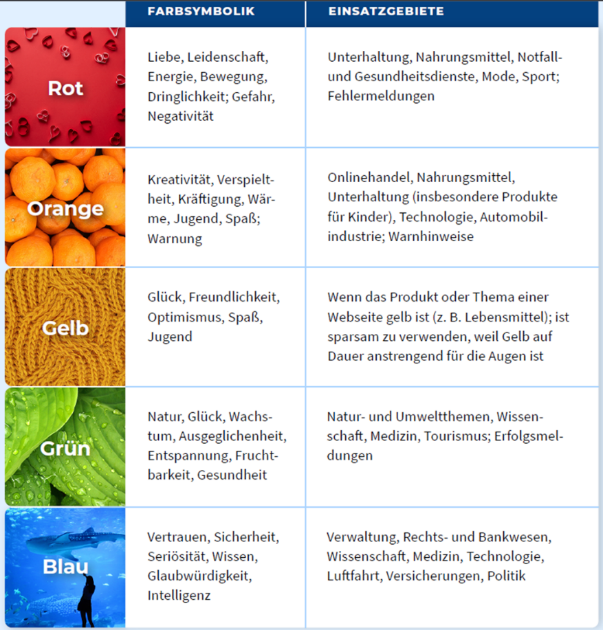 FARBSYMBOLIK
EINSATZGEBIETE
Rot
Liebe, Leidenschaft,
Energie, Bewegung,
Dringlichkeit; Gefahr,
Negativität
Unterhaltung, Nahrungsmittel, Notfall-
und Gesundheitsdienste, Mode, Sport;
Fehlermeldungen
Orange
Kreativität, Verspielt-
heit, Kräftigung, Wär-
me, Jugend, Spaß;
Warnung
Onlinehandel, Nahrungsmittel,
Unterhaltung (insbesondere Produkte
für Kinder), Technologie, Automobil-
industrie; Warnhinweise
Gelb
Glück, Freundlichkeit,
Optimismus, Spaß,
Jugend
Wenn das Produkt oder Thema einer
Webseite gelb ist (z. B. Lebensmittel); ist
sparsam zu verwenden, weil Gelb auf
Dauer anstrengend für die Augen ist
Grün
Natur, Glück, Wachs-
tum, Ausgeglichenheit,
Entspannung, Frucht-
barkeit, Gesundheit
Natur- und Umweltthemen, Wissen-
schaft, Medizin, Tourismus; Erfolgsmel-
dungen
Blau
Vertrauen, Sicherheit,
Seriösität, Wissen,
Glaubwürdigkeit,
Intelligenz
Verwaltung, Rechts- und Bankwesen,
Wissenschaft, Medizin, Technologie,
Luftfahrt, Versicherungen, Politik